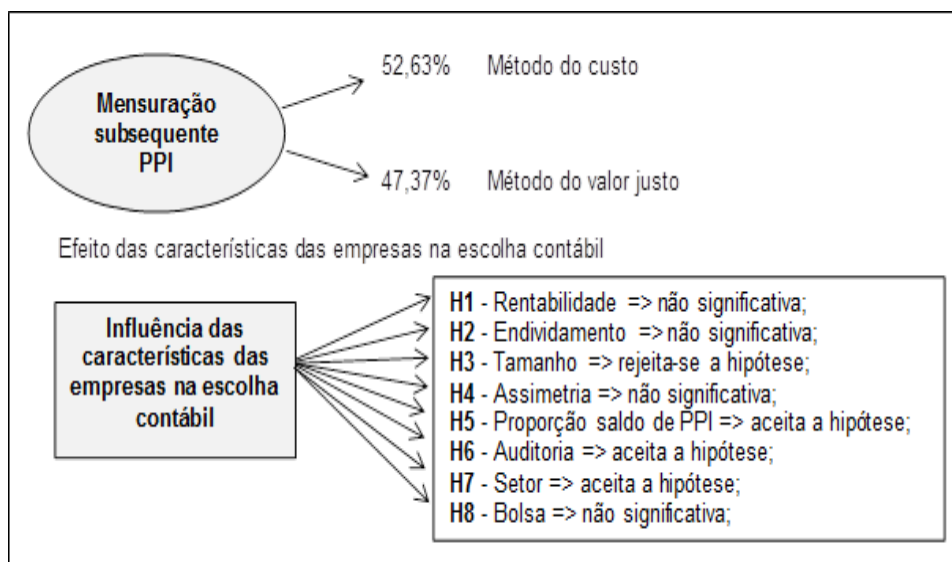 Mensuração
subsequente
PPI
52,63% Método do custo
47,37% Método do valor justo
Efeito das características das empresas na escolha contábil
Influência das
características das
empresas na escolha
contábil
H1 - Rentabilidade => não significativa;
H2 - Endividamento => não significativa;
H3 - Tamanho => rejeita-se a hipótese;
H4 - Assimetria => não significativa;
H5 - Proporção saldo de PPI => aceita a hipótese;
H6 - Auditoria => aceita a hipótese;
H7 - Setor => aceita a hipótese;
H8 - Bolsa => não significativa;